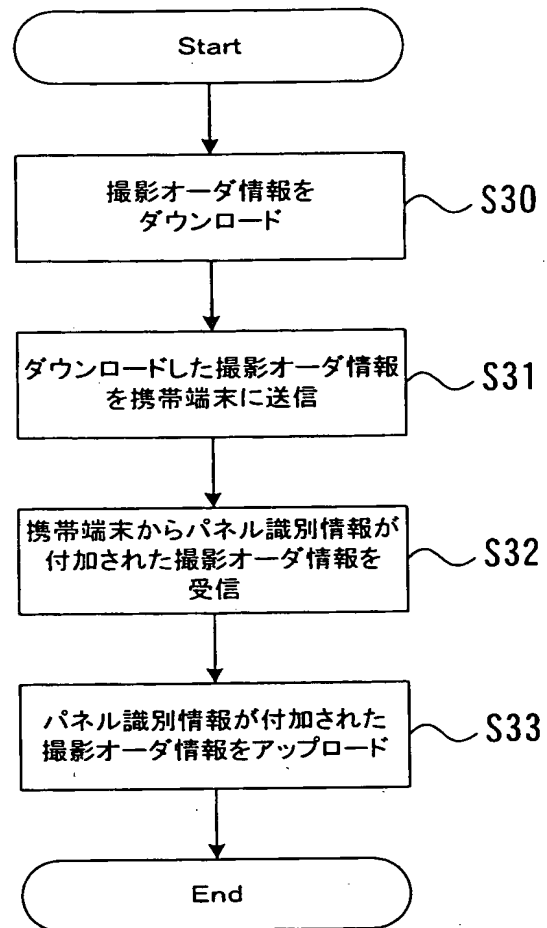 Start
撮影オーダ情報を
ダウンロード
S30
ダウンロードした撮影オーダ情報
を携帯端末に送信
S31
携帯端末からパネル識別情報が
付加された撮影オーダ情報を
受信
S32
パネル識別情報が付加された
撮影オーダ情報をアップロード
S33
End